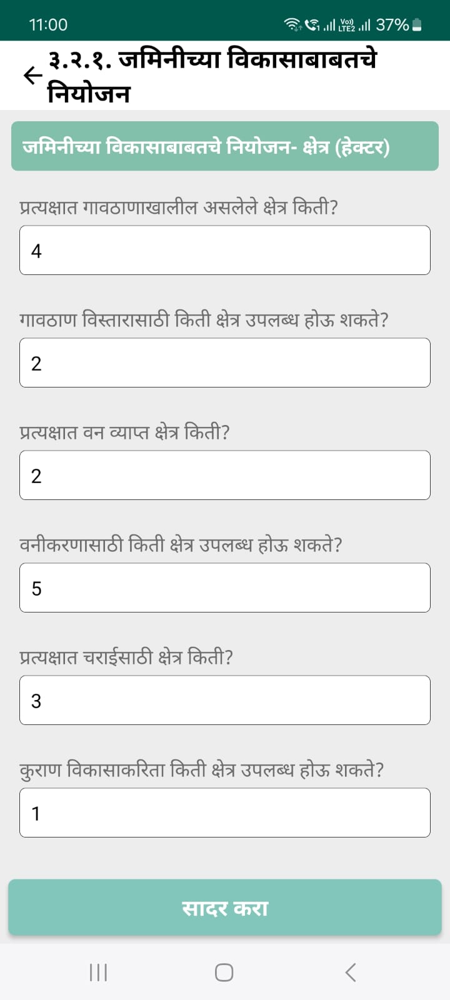 11:00
Vo)) LTE2 37%
३.२.१. जमिनीच्या विकासाबाबतचे
नियोजन
जमिनीच्या विकासाबाबतचे नियोजन- क्षेत्र (हेक्टर)
प्रत्यक्षात गावठाणाखालील असलेले क्षेत्र किती?
4
गावठाण विस्तारासाठी किती क्षेत्र उपलब्ध होऊ शकते?
2
प्रत्यक्षात वन व्याप्त क्षेत्र किती?
2
वनीकरणासाठी किती क्षेत्र उपलब्ध होऊ शकते?
5
प्रत्यक्षात चराईसाठी क्षेत्र किती?
3
कुराण विकासाकरिता किती क्षेत्र उपलब्ध होऊ शकते?
1
सादर करा